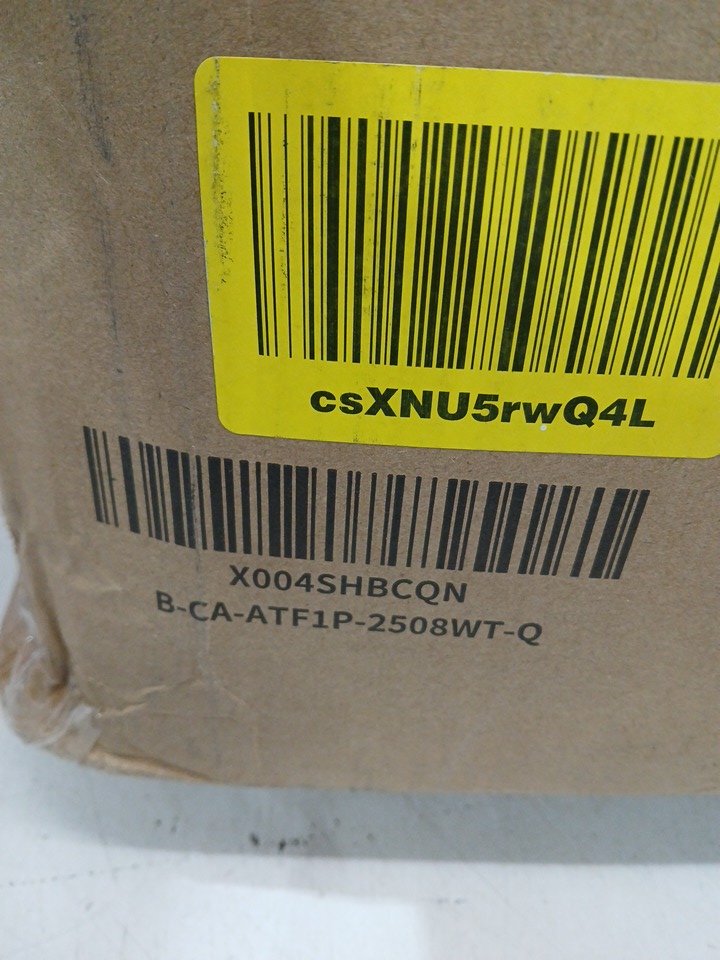 csXNU5rwQ4L
X004SHBCQN
B-CA-ATF1P-2508WT-Q